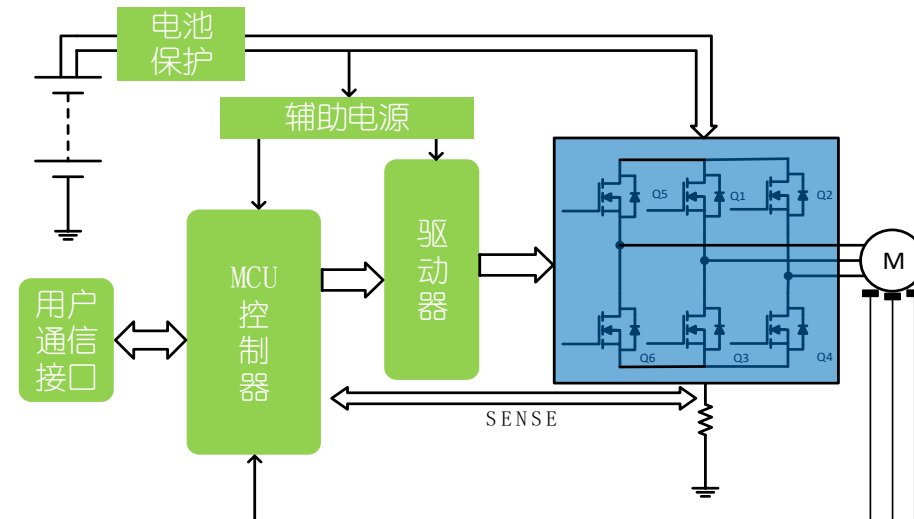 电池
保护
辅助电源
Q5
Q1
Q2
驱
动
器
MCU
控
制
器
M
用户
通信
接口
Q6
Q3
Q4
SENSE